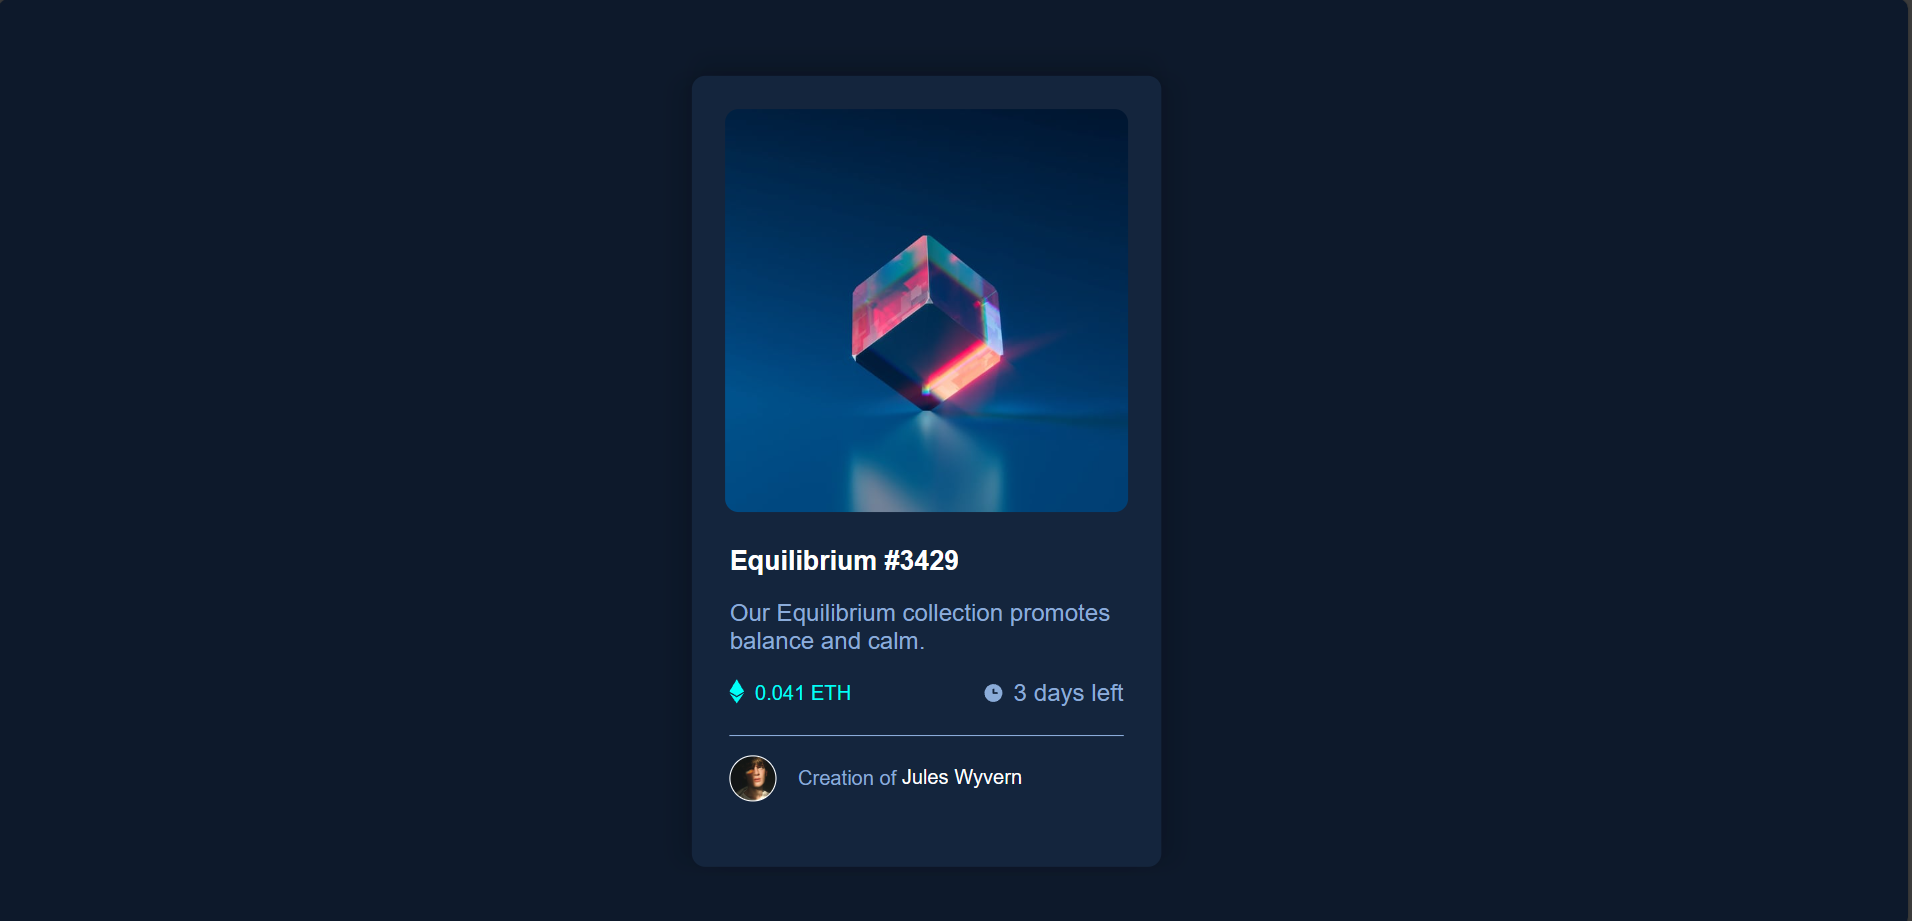 Equilibrium #3429
Our Equilibrium collection promotes
balance and calm.
0.041 ETH
3 days left
Creation of Jules Wyvern